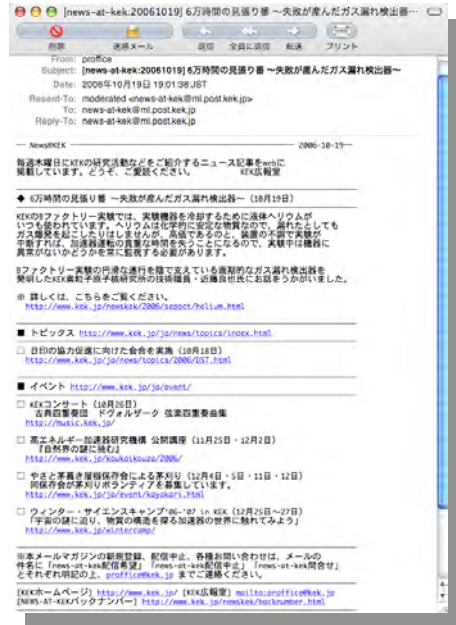 [news-at-kek:20061019] 6万時間の見張り番 ～失敗が産んだガス漏れ検出器…
削除 迷惑メール 返信 全員に返信 転送 プリント
From: proffice
Subject: [news-at-kek:20061019] 6万時間の見張り番 ～失敗が産んだガス漏れ検出器～
Date: 2006年10月19日 19:01:38 JST
Resent-To: moderated <news-at-kek@ml.post.kek.jp>
To: news-at-kek@ml.post.kek.jp
Reply-To: news-at-kek@ml.post.kek.jp
― News@KEK ― 2006-10-19―
毎週木曜日にKEKの研究活動などをご紹介するニュース記事をwebに
掲載しています。どうぞ、ご愛読ください。 KEK広報室
◆ 6万時間の見張り番 ～失敗が産んだガス漏れ検出器～（10月19日）
KEKのBファクトリー実験では、実験機器を冷却するために液体ヘリウムが
いつも使われています。ヘリウムは化学的に安定な物質なので、漏れたとしても
ガス爆発を起こしたりはしませんが、高価であるのと、装置の不調で実験が
中断すれば、加速器運転の貴重な時間を失うことになるので、実験中は機器に
異常がないかどうかを常に監視する必要があります。
Bファクトリー実験の円滑な遂行を陰で支えている画期的なガス漏れ検出器を
発明したKEK素粒子原子核研究所の技術職員・近藤良也氏にお話をうかがいました。
※ 詳しくは、こちらをご覧ください。
http://www.kek.jp/newskek/2006/sepoct/helium.html
■ トピックス http://www.kek.jp/ja/news/topics/index.html
□ 日印の協力促進に向けた会合を実施（10月18日）
http://www.kek.jp/ja/news/topics/2006/DST.html
■ イベント http://www.kek.jp/ja/event/
□ KEKコンサート（10月26日）
古典四重奏団 ドヴォルザーク 弦楽四重奏曲集
http://music.kek.jp/
□ 高エネルギー加速器研究機構 公開講座（11月25日・12月2日）
『自然界の謎に挑む』
http://www.kek.jp/koukaikouza/2006/
□ やさと茅葺き屋根保存会による茅刈り（12月4日・5日・11日・12日）
同保存会が茅刈りボランティアを募集しています。
http://www.kek.jp/ja/event/kayakari.html
□ ウィンター・サイエンスキャンプ'06-'07 in KEK（12月25日～27日）
「宇宙の謎に迫り、物質の構造を探る加速器の世界に触れてみよう」
http://www.kek.jp/wintercamp/
※本メールマガジンの新規登録、配信中止、各種お問い合わせは、メールの
件名に「news-at-kek配信希望」「news-at-kek配信中止」「news-at-kek問合せ」
とそれぞれ明記の上、proffice@kek.jp までご連絡ください。
[KEKホームページ] http://www.kek.jp/ [KEK広報室] mailto:proffice@kek.jp
[NEWS-AT-KEKバックナンバー] http://www.kek.jp/newskek/backnumber.html